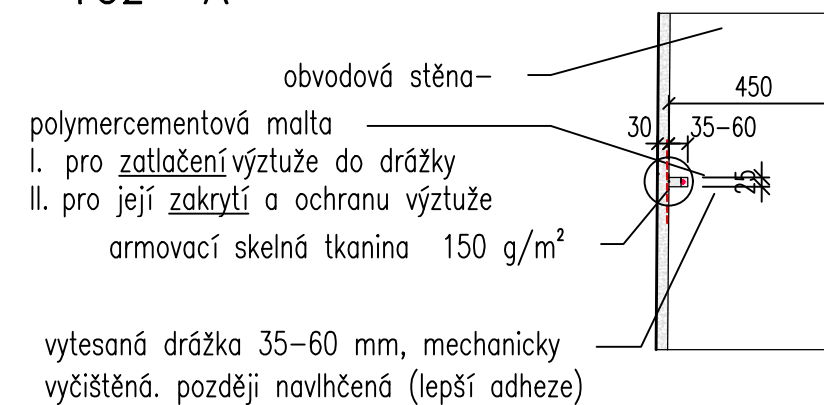 obvodová stěna-
450
polymercementová malta
30 35-60
I. pro zatlačení výztuže do drážky
II. pro její zakrytí a ochranu výztuže
25
armovací skelná tkanina 150 g/m²
vytesaná drážka 35-60 mm, mechanicky
vyčištěná. později navlhčená (lepší adheze)